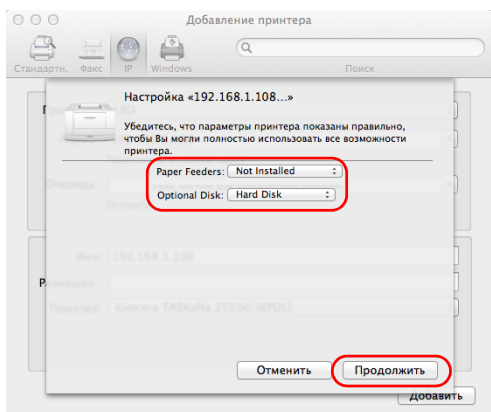 Добавление принтера
Стандартн. Факс IP Windows Поиск
Настройка «192.168.1.108...»
Убедитесь, что параметры принтера показаны правильно,
чтобы Вы могли полностью использовать все возможности
принтера.
Paper Feeders: Not Installed
Optional Disk: Hard Disk
Очередь:
Имя: 192.168.1.108
Размещен.:
Принтер: Kyocera TASKalfa 2550ci (KPDL)
Отменить Продолжить
Добавить